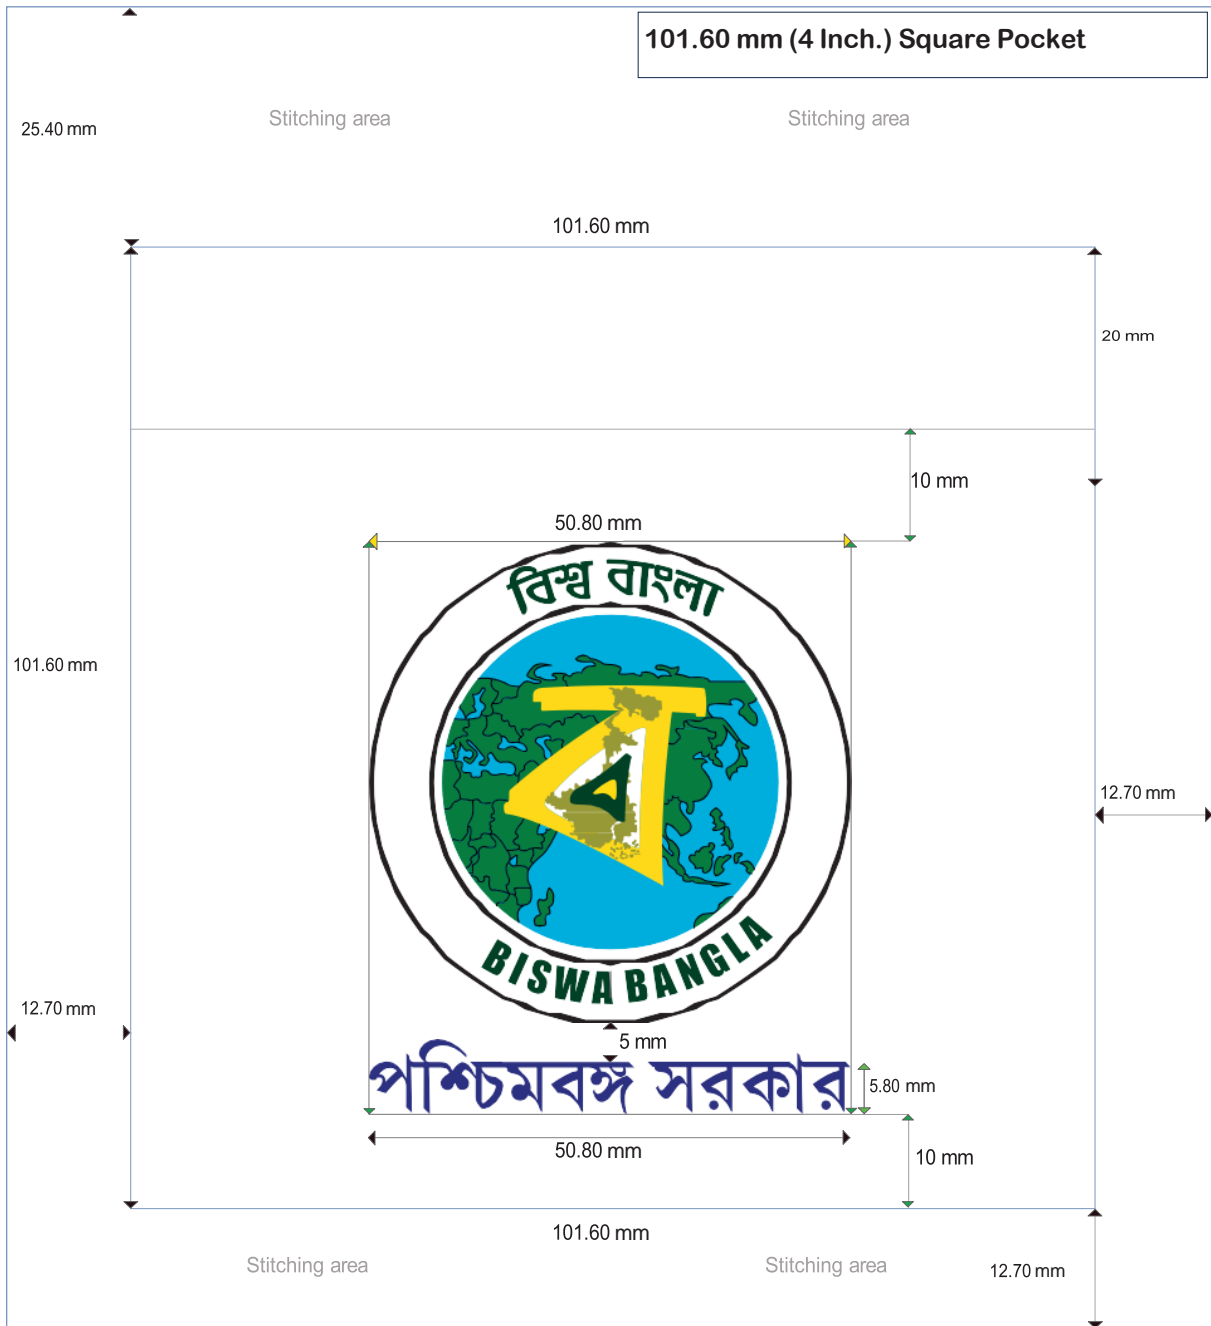 101.60 mm (4 Inch.) Square Pocket
Stitching area
Stitching area
25.40 mm
101.60 mm
20 mm
10 mm
50.80 mm
বিশ্ব বাংলা
ব
101.60 mm
12.70 mm
BISWA BANGLA
12.70 mm
5 mm
পশ্চিমবঙ্গ সরকার
5.80 mm
50.80 mm
10 mm
101.60 mm
Stitching area
Stitching area
12.70 mm